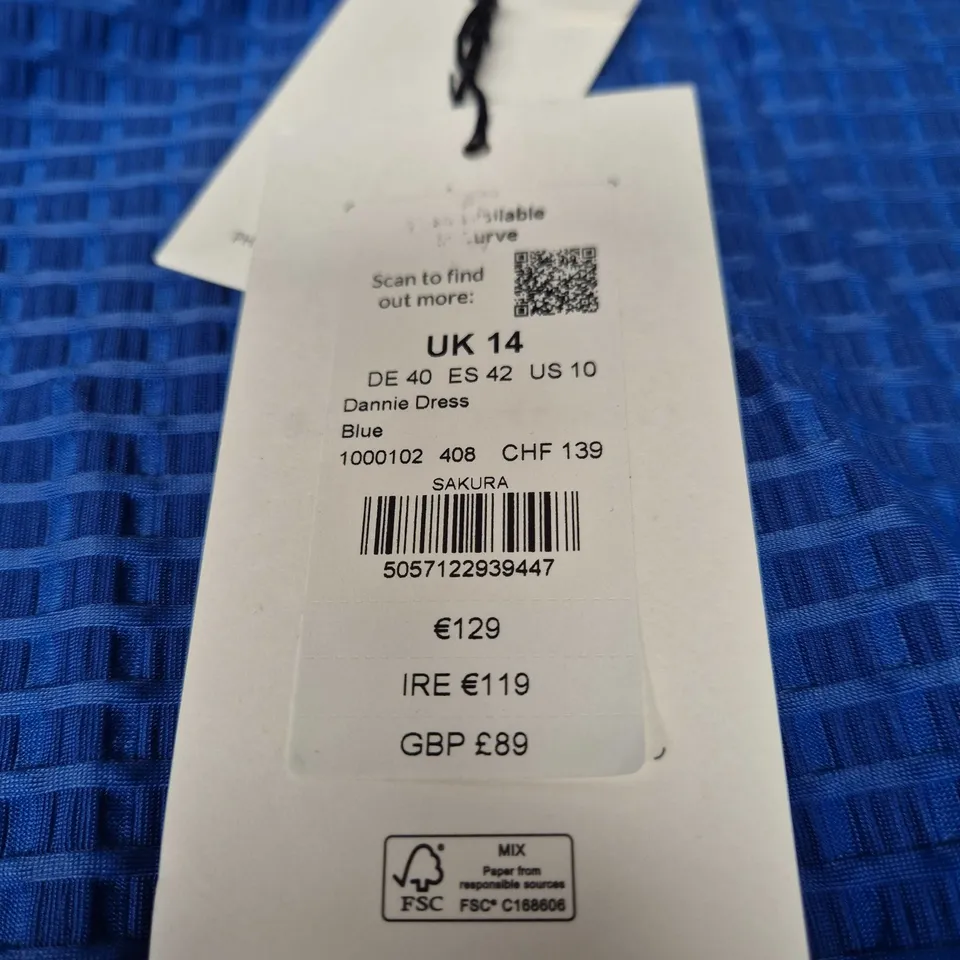 PH
Scan to find
out more:
UK 14
DE 40 ES 42 US 10
Dannie Dress
Blue
1000102 408 CHF 139
SAKURA
5057122939447
€129
IRE €119
GBP £89
FSC
MIX
Paper from
responsible sources
FSC® C168606